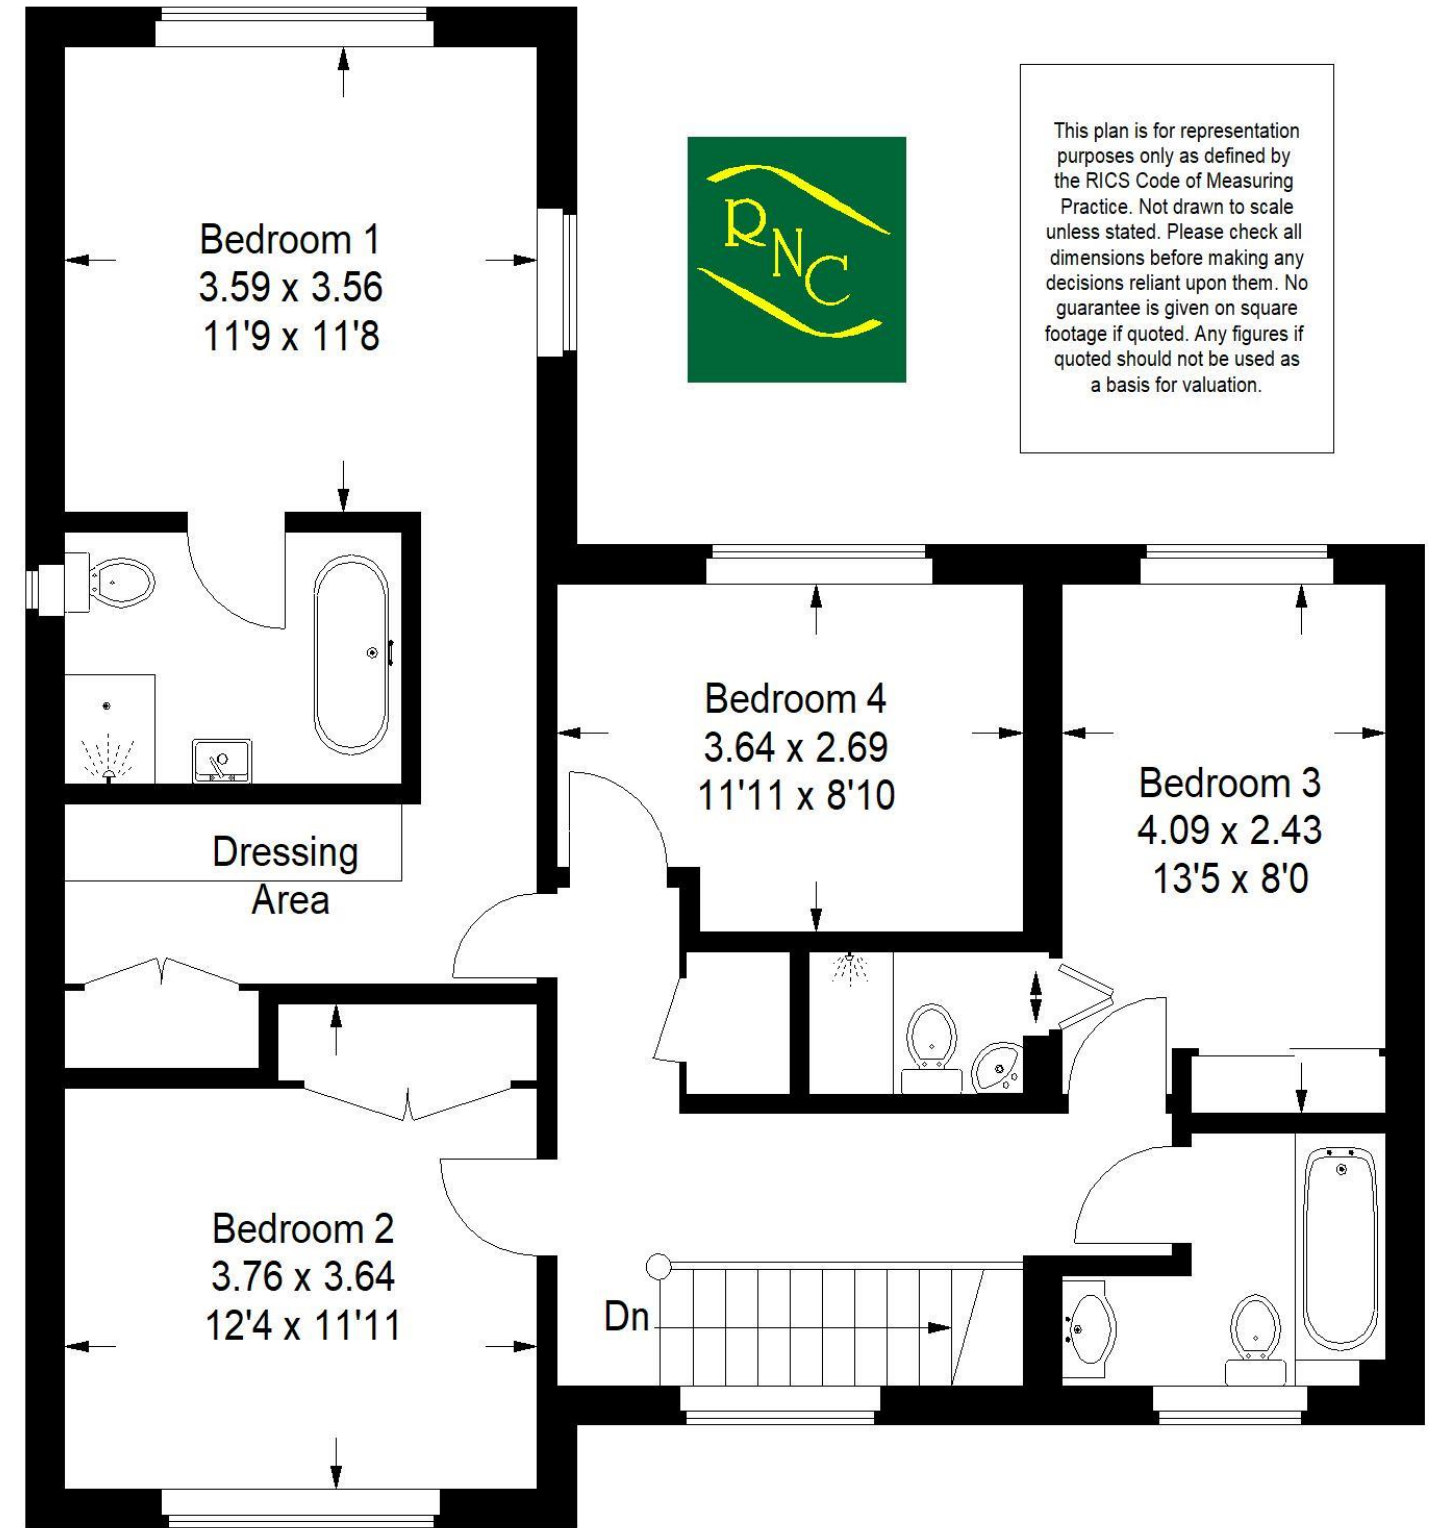 Bedroom 1
3.59 x 3.56
11'9 x 11'8
RNC
This plan is for representation
purposes only as defined by
the RICS Code of Measuring
Practice. Not drawn to scale
unless stated. Please check all
dimensions before making any
decisions reliant upon them. No
guarantee is given on square
footage if quoted. Any figures if
quoted should not be used as
a basis for valuation.
Bedroom 4
3.64 x 2.69
11'11 x 8'10
Bedroom 3
4.09 x 2.43
13'5 x 8'0
Dressing
Area
Bedroom 2
3.76 x 3.64
12'4 x 11'11
Dn